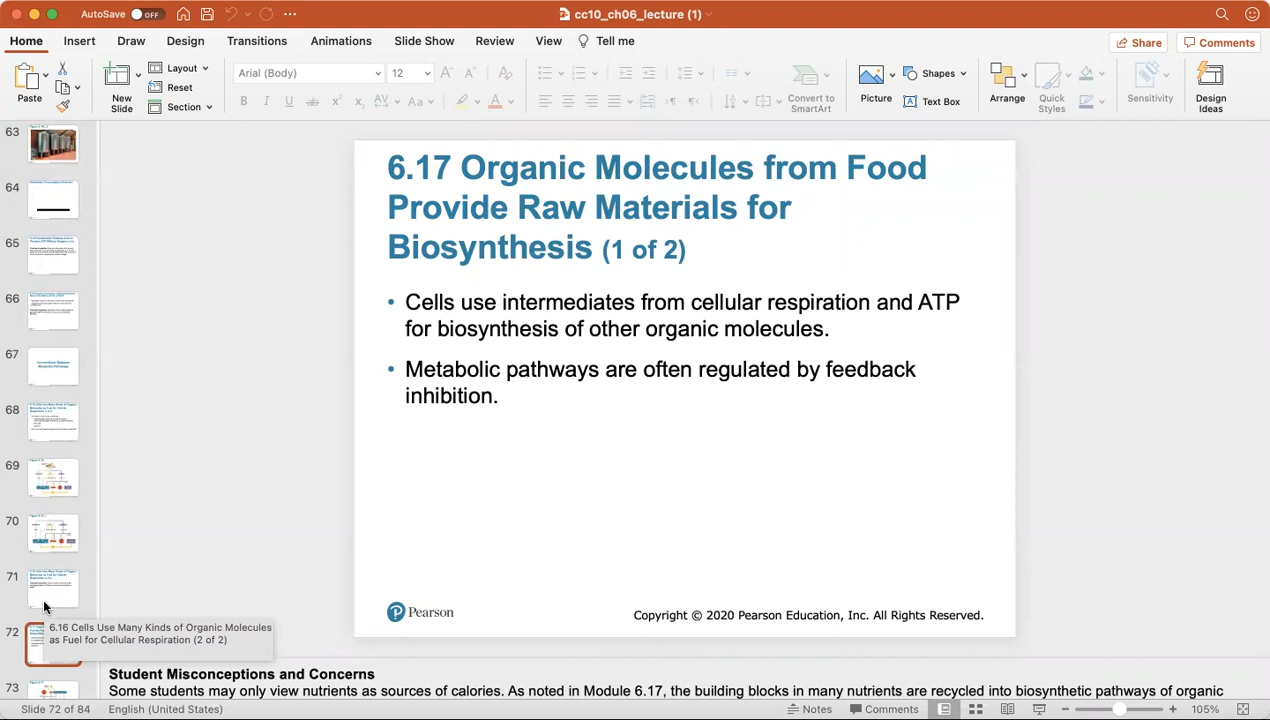 AutoSave OFF
cc10_ch06_lecture (1)
Home Insert Draw Design Transitions Animations Slide Show Review View Tell me
Share Comments
Paste
New
Slide
Layout
Reset
Section
Arial (Body) 12
Convert to
SmartArt
Picture
Shapes
Text Box
Arrange
Quick
Styles
Sensitivity
Design
Ideas
63
64
65
66
67
68
69
70
71
72
73
6.16 Cells Use Many Kinds of Organic Molecules
as Fuel for Cellular Respiration (2 of 2)
6.17 Organic Molecules from Food
Provide Raw Materials for
Biosynthesis (1 of 2)
• Cells use intermediates from cellular respiration and ATP
for biosynthesis of other organic molecules.
• Metabolic pathways are often regulated by feedback
inhibition.
Pearson
Copyright © 2020 Pearson Education, Inc. All Rights Reserved.
Student Misconceptions and Concerns
Some students may only view nutrients as sources of calories. As noted in Module 6.17, the building blocks in many nutrients are recycled into biosynthetic pathways of organic
Slide 72 of 84 English (United States) Notes Comments 105%